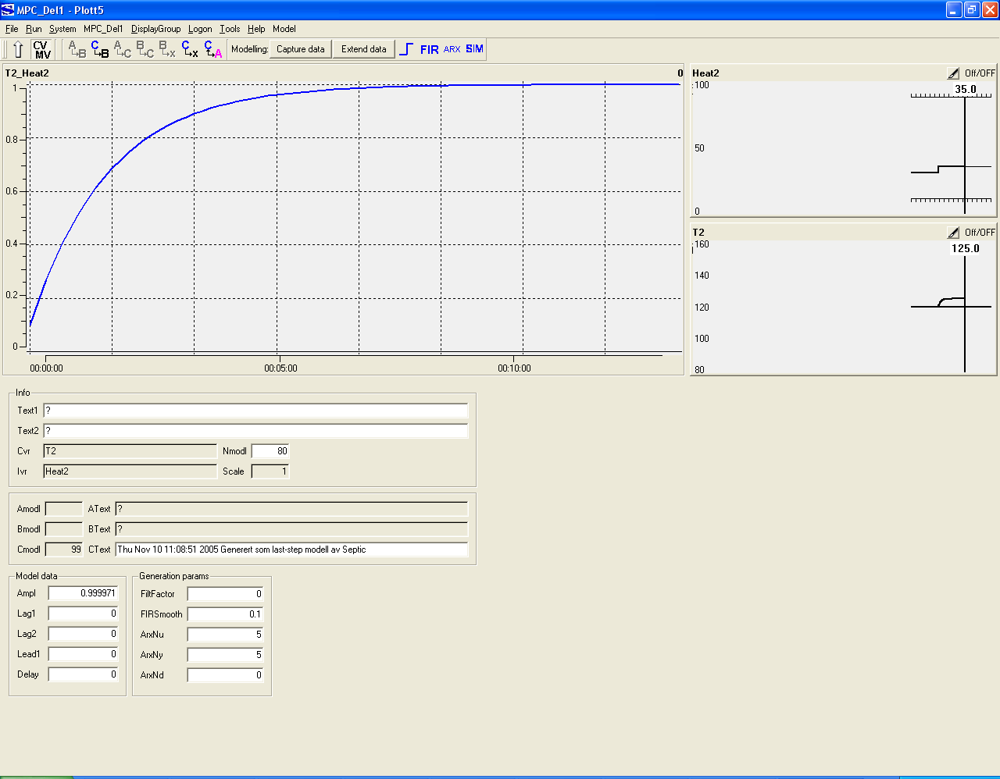 MPC_Del1 - Plott5
File Run System MPC_Del1 DisplayGroup Logon Tools Help Model
CV MV A B C B A C B C B x C x C A Modelling: Capture data Extend data FIR ARX SIM
T2_Heat2 0
1
0.8
0.6
0.4
0.2
0
00:00:00 00:05:00 00:10:00
Heat2 Off/OFF
100
35.0
50
0
T2 Off/OFF
160
125.0
140
120
100
80
Info
Text1 ?
Text2 ?
Cvr T2 Nmodl 80
Ivr Heat2 Scale 1
Amodl AText ?
Bmodl BText ?
Cmodl 99 CText Thu Nov 10 11:08:51 2005 Generert som last-step modell av Septic
Model data
Ampl 0.999971
Lag1 0
Lag2 0
Lead1 0
Delay 0
Generation params
FiltFactor 0
FIRSmooth 0.1
ArxNu 5
ArxNy 5
ArxNd 0